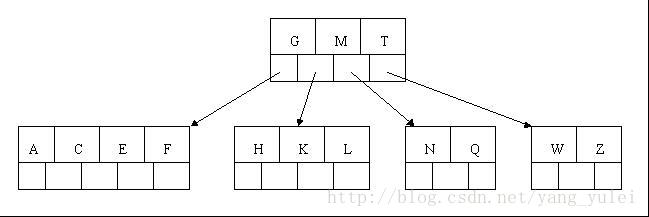 G M T
A C E F H K L N Q W Z
http://blog.csdn.net/yang_yulei